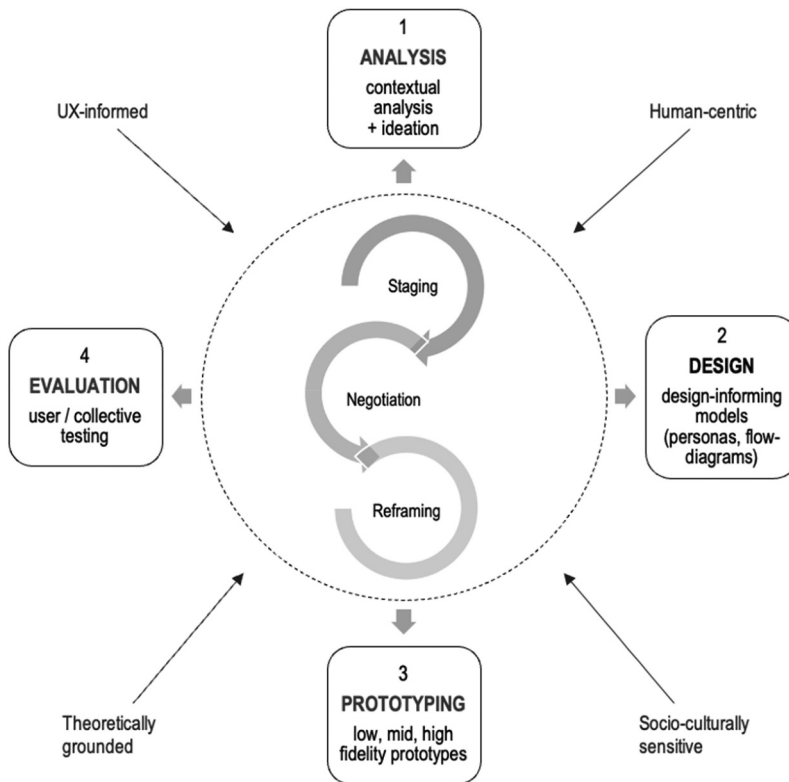 1
ANALYSIS
contextual
analysis
+ ideation
UX-informed
Human-centric
Staging
4
EVALUATION
user / collective
testing
Negotiation
2
DESIGN
design-informing
models
(personas, flow-
diagrams)
Reframing
3
PROTOTYPING
low, mid, high
fidelity prototypes
Theoretically
grounded
Socio-culturally
sensitive